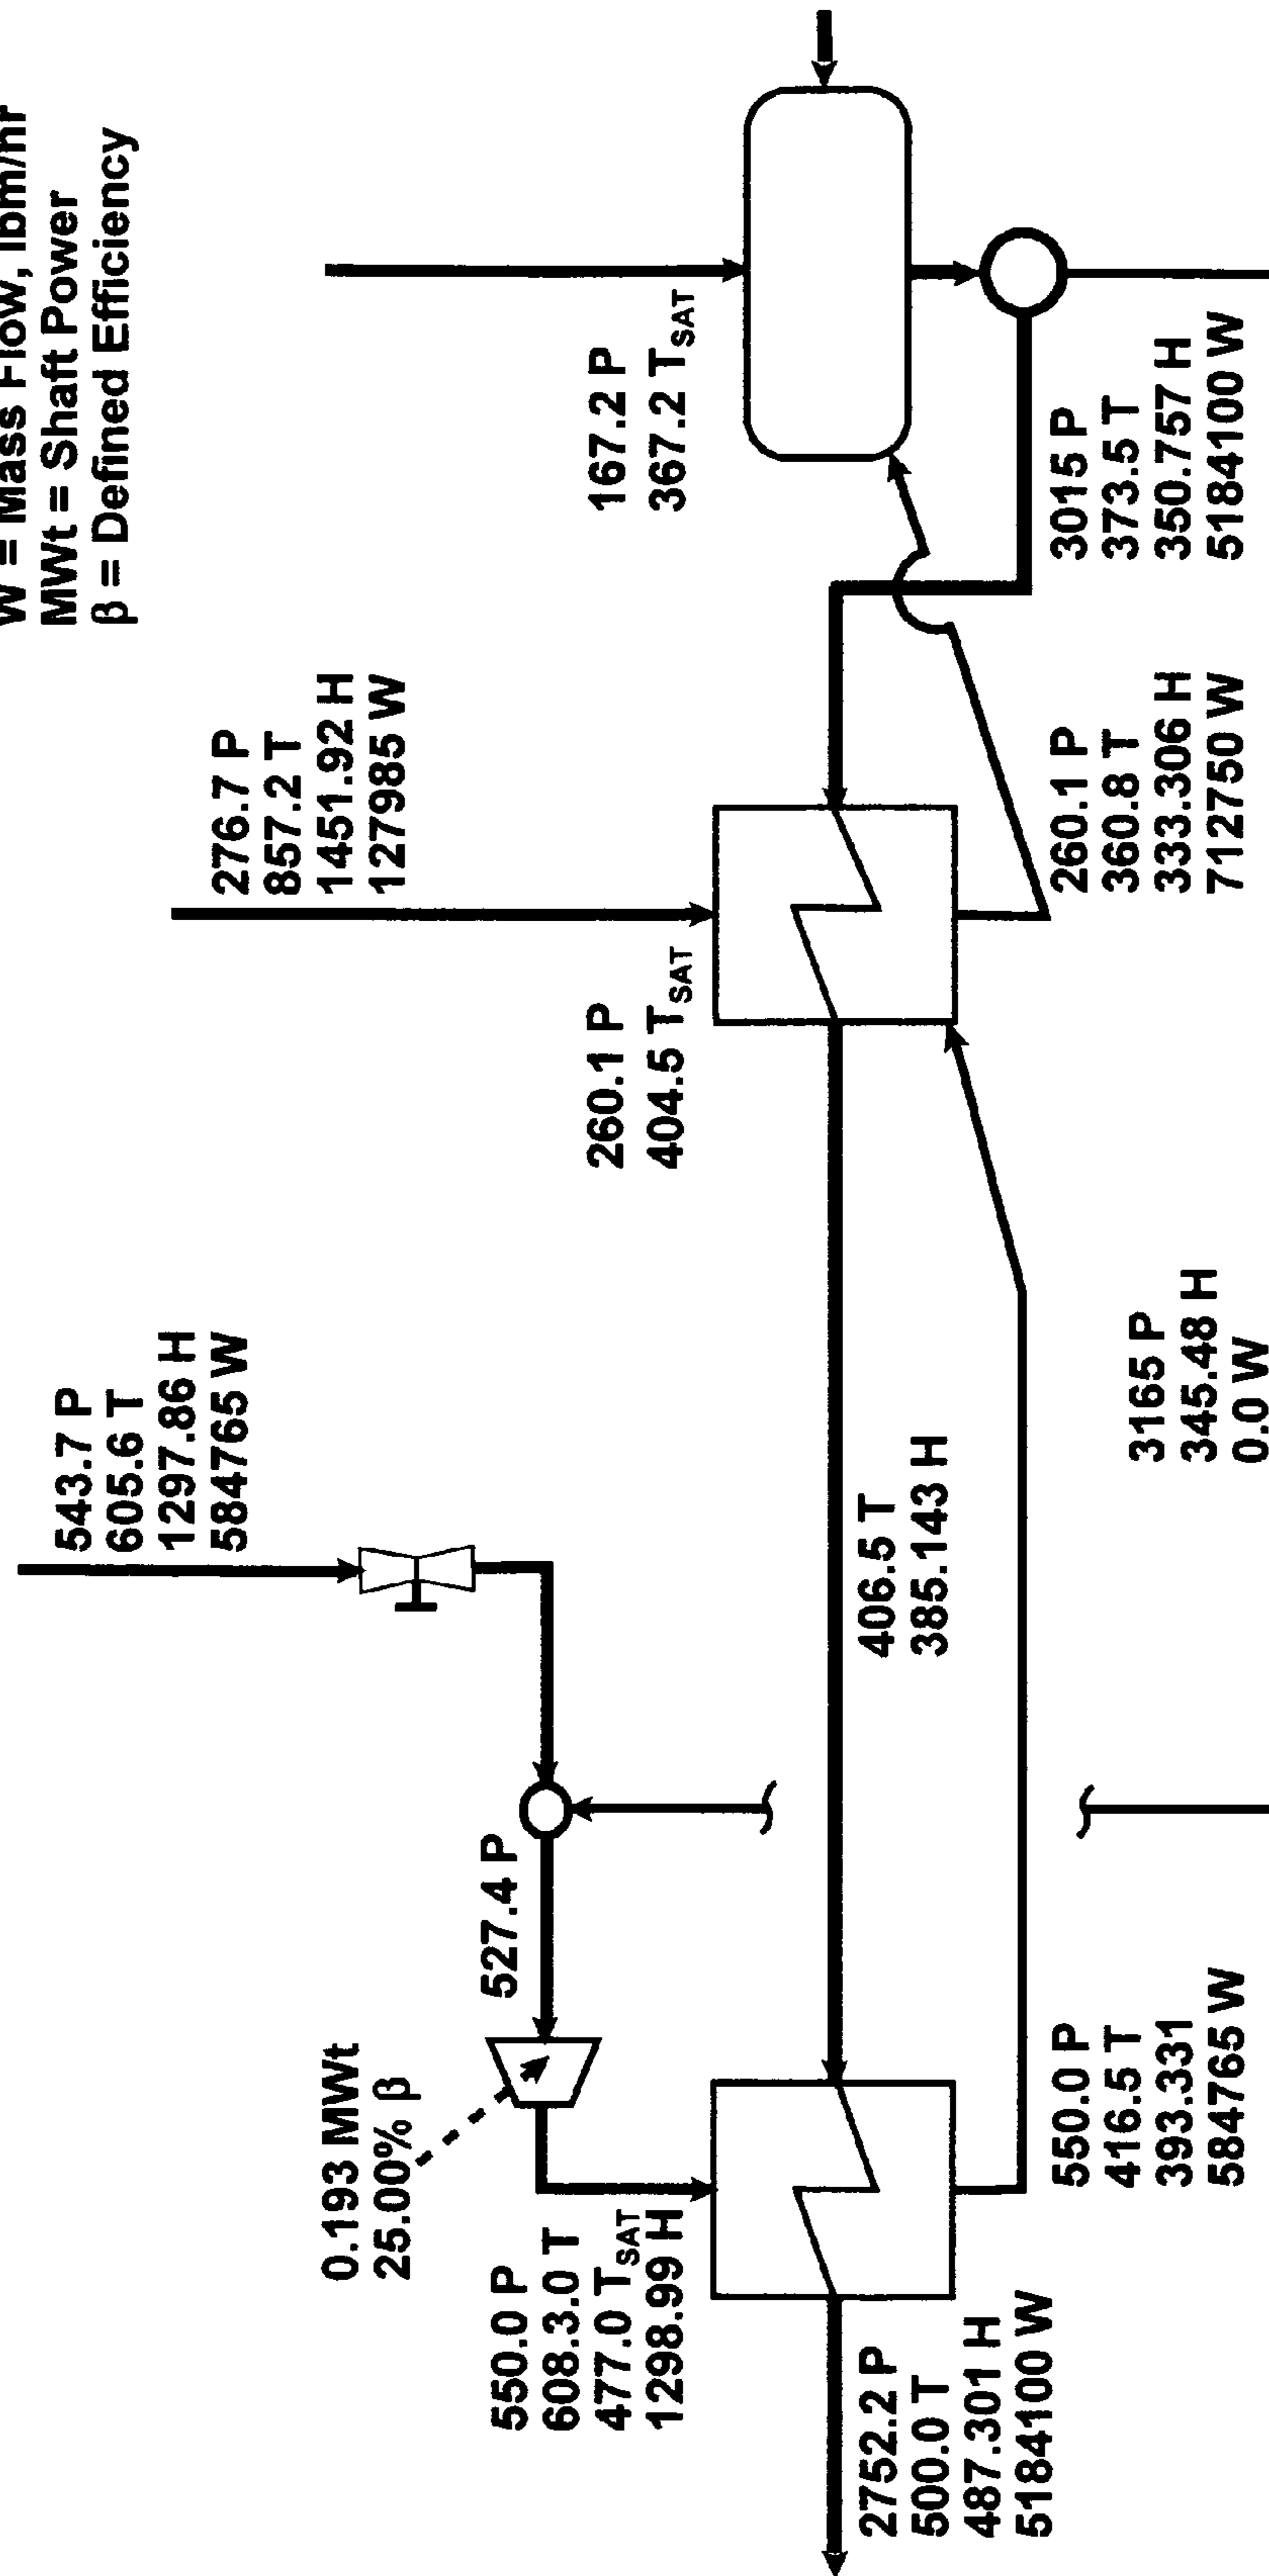 W = Mass Flow, lbm/hr
MWt = Shaft Power
β = Defined Efficiency
543.7 P
605.6 T
1297.86 H
584765 W
276.7 P
857.2 T
1451.92 H
127985 W
0.193 MWt
25.00% β
527.4 P
550.0 P
608.3.0 T
477.0 TSAT
1298.99 H
260.1 P
404.5 TSAT
167.2 P
367.2 TSAT
2752.2 P
500.0 T
487.301 H
5184100 W
406.5 T
385.143 H
550.0 P
416.5 T
393.331
584765 W
260.1 P
360.8 T
333.306 H
712750 W
3015 P
373.5 T
350.757 H
5184100 W
3165 P
345.48 H
0.0 W